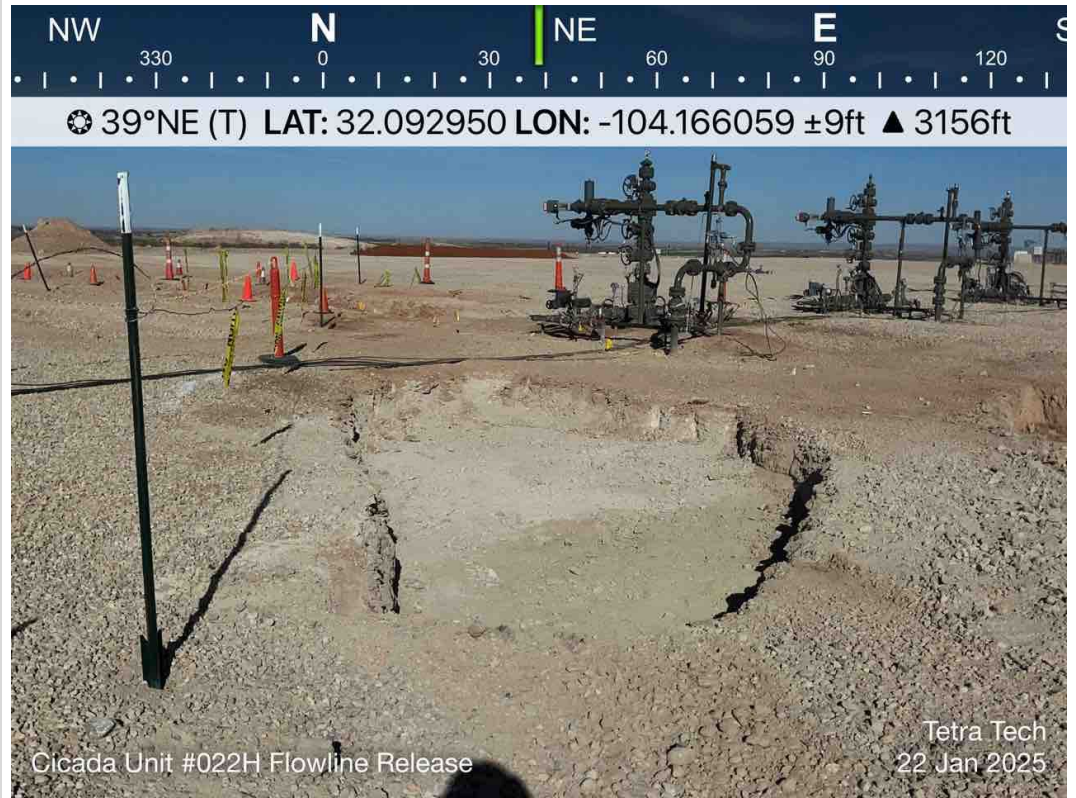 NW N NE E S
330 0 30 60 90 120
39°NE (T) LAT: 32.092950 LON: -104.166059 ±9ft ▲ 3156ft
Cicada Unit #022H Flowline Release
Tetra Tech
22 Jan 2025